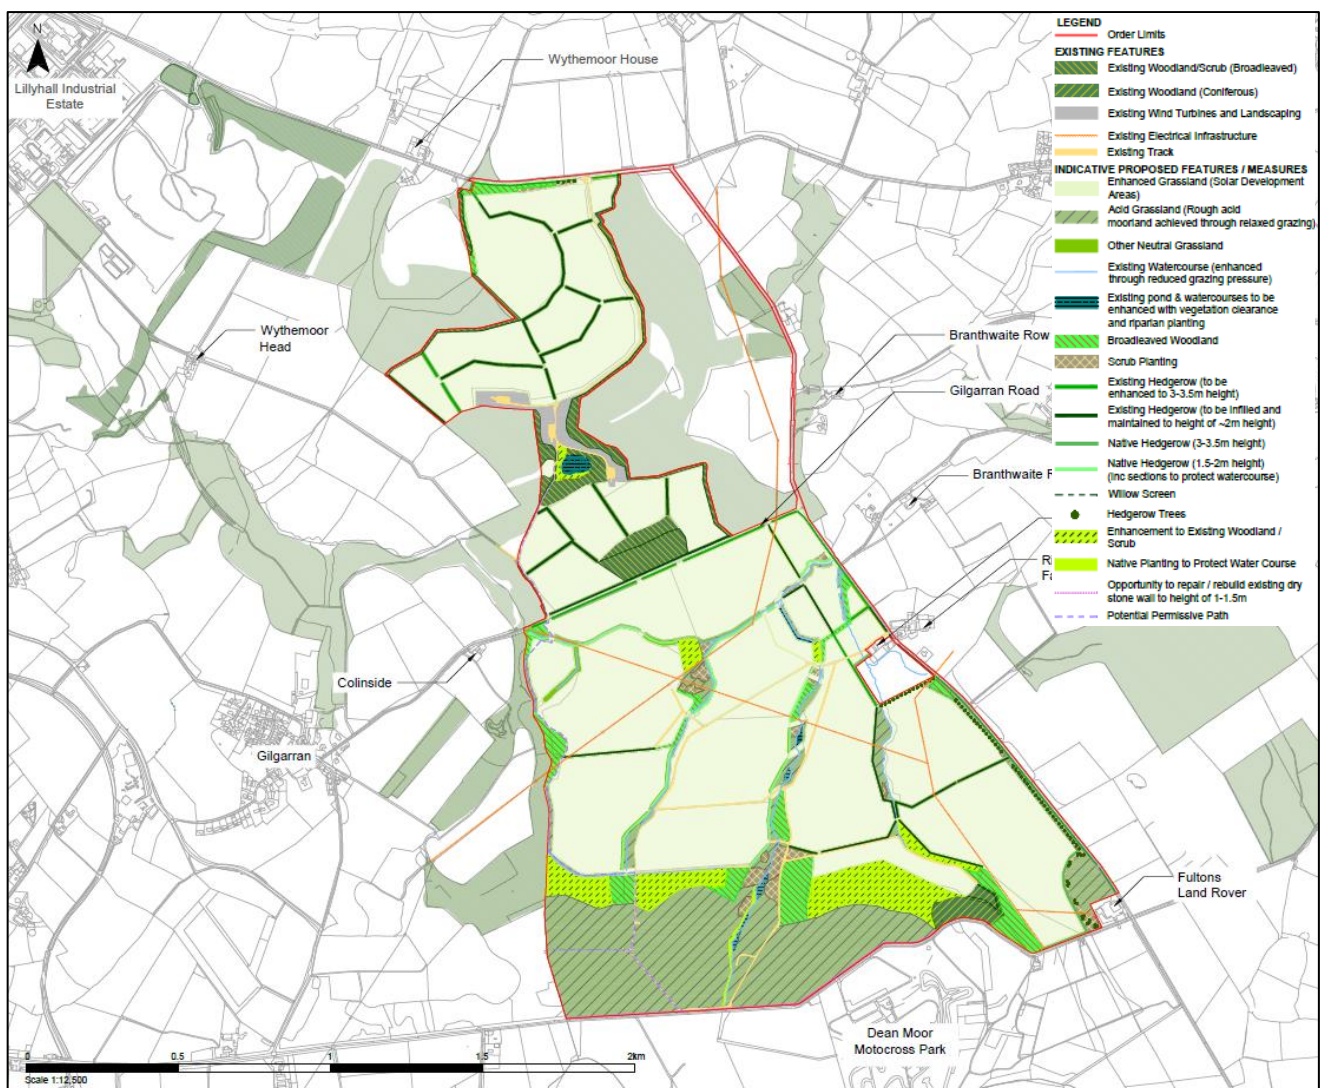 N
Lillyhall Industrial
Estate
Wythemoor House
Wythemoor
Head
Branthwaite Row
Gilgarran Road
Branthwaite R
R
Fa
Colinside
Gilgarran
Fultons
Land Rover
Dean Moor
Motocross Park
0 0.5 1 1.5 2km
Scale 1:12,500
LEGEND
Order Limits
EXISTING FEATURES
Existing Woodland/Scrub (Broadleaved)
Existing Woodland (Coniferous)
Existing Wind Turbines and Landscaping
Existing Electrical Infrastructure
Existing Track
INDICATIVE PROPOSED FEATURES / MEASURES
Enhanced Grassland (Solar Development
Areas)
Acid Grassland (Rough acid
moorland achieved through relaxed grazing)
Other Neutral Grassland
Existing Watercourse (enhanced
through reduced grazing pressure)
Existing pond & watercourses to be
enhanced with vegetation clearance
and riparian planting
Broadleaved Woodland
Scrub Planting
Existing Hedgerow (to be
enhanced to 3-3.5m height)
Existing Hedgerow (to be infilled and
maintained to height of ~2m height)
Native Hedgerow (3-3.5m height)
Native Hedgerow (1.5-2m height)
(inc sections to protect watercourse)
Willow Screen
Hedgerow Trees
Enhancement to Existing Woodland /
Scrub
Native Planting to Protect Water Course
Opportunity to repair / rebuild existing dry
stone wall to height of 1-1.5m
Potential Permissive Path